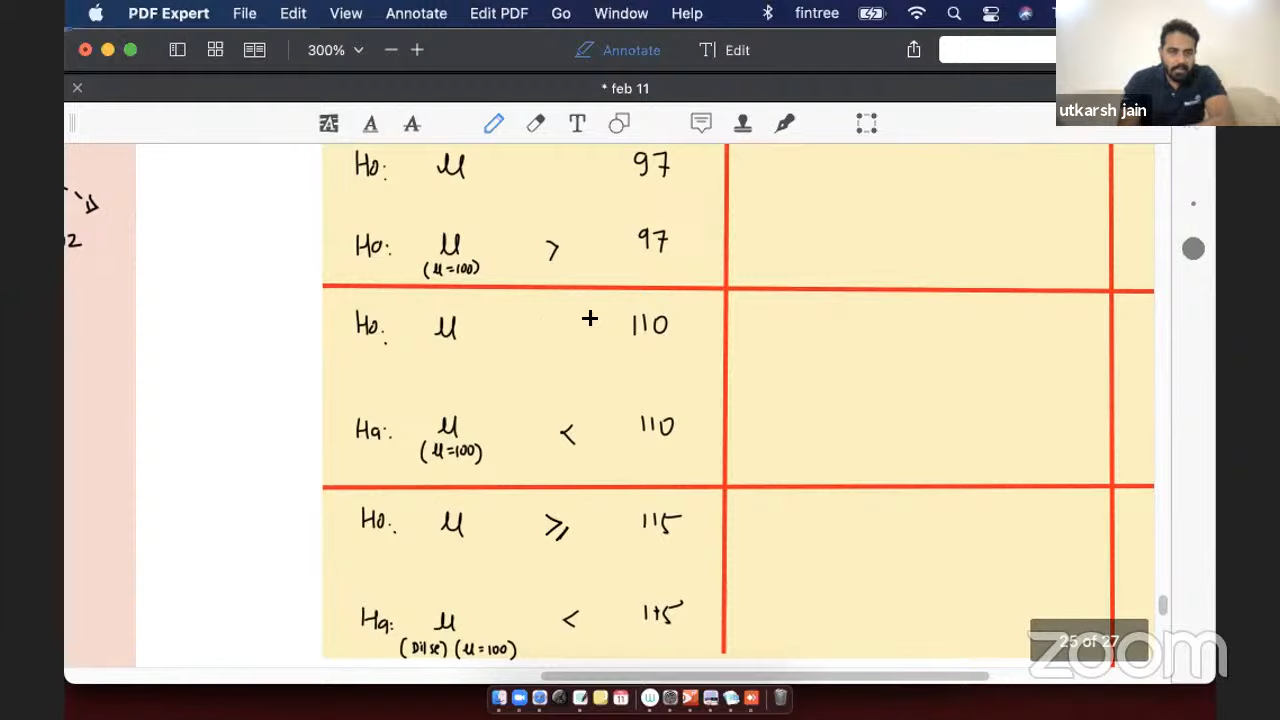 PDF Expert File Edit View Annotate Edit PDF Go Window Help fintree
300% Annotate T Edit
utkarsh jain
* feb 11
02
Ho: μ 97
Ho: μ > 97
(μ=100)
Ho: μ 110
Ha: μ < 110
(μ=100)
Ho: μ ≥ 115
Ha: μ < 115
(Dil se) (μ=100)
25 of 27
zoom